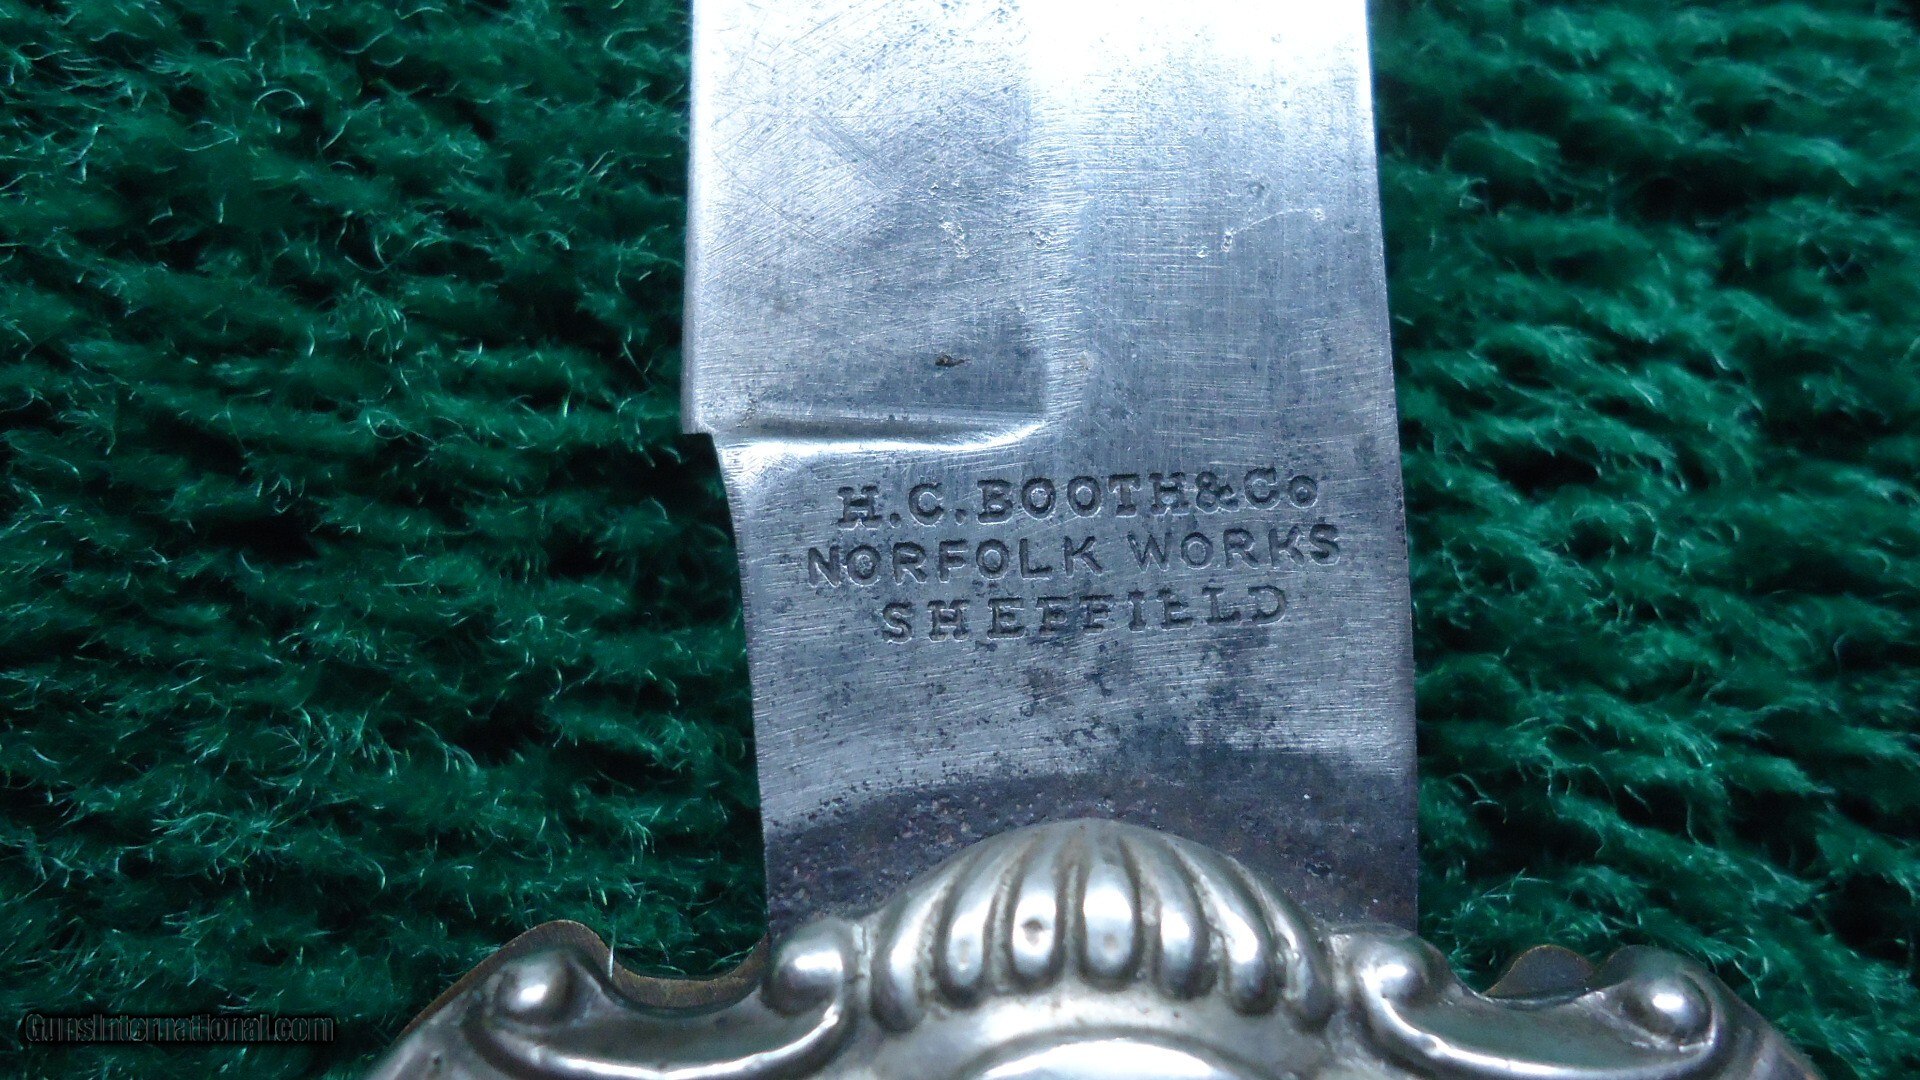 H.C.BOOTH&Co
NORFOLK WORKS
SHEFFIELD
GunsInternational.com